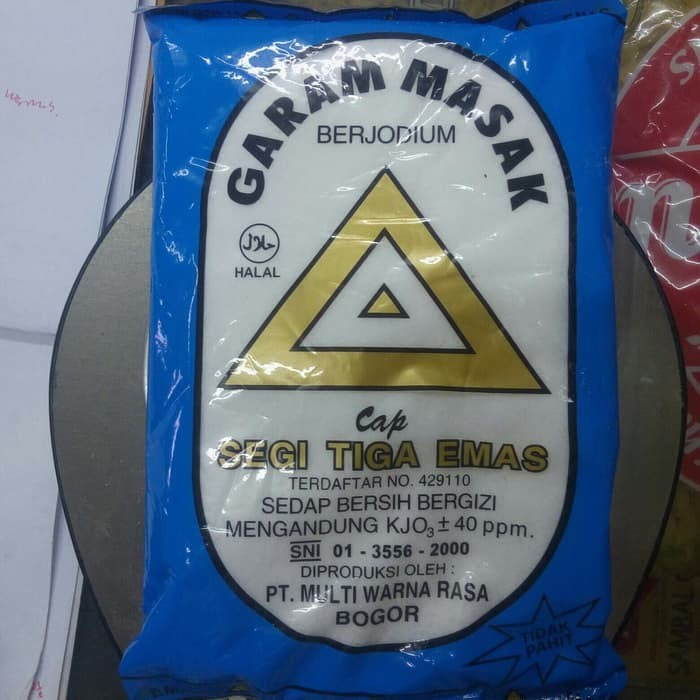 GARAM MASAK
BERJODIUM
حلال
HALAL
Cap
SEGI TIGA EMAS
TERDAFTAR NO. 429110
SEDAP BERSIH BERGIZI
MENGANDUNG KJO₃ ± 40 ppm.
SNI 01 - 3556 - 2000
DIPRODUKSI OLEH :
PT. MULTI WARNA RASA
BOGOR
TIDAK
PAHIT
SAMBAL